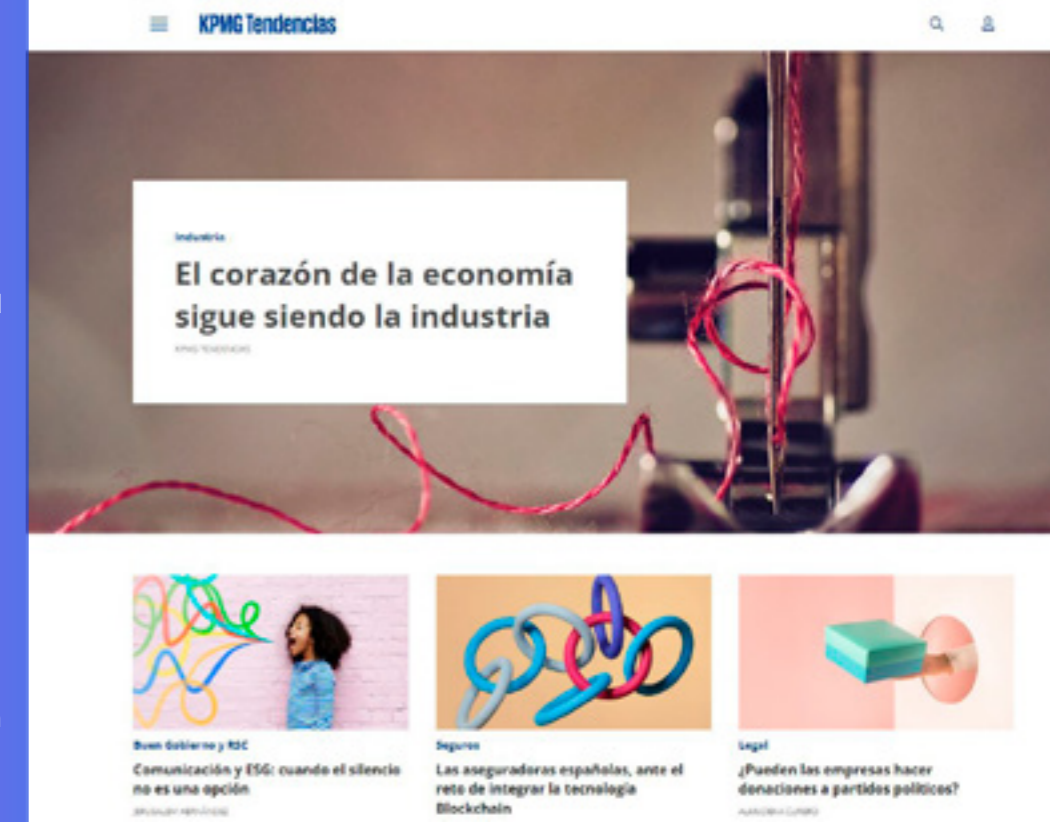 KPMG Tendencias
Industria
El corazón de la economía
sigue siendo la industria
KPMG TENDENCIAS
Buen Gobierno y RSC
Comunicación y ESG: cuando el silencio
no es una opción
Seguros
Las aseguradoras españolas, ante el
reto de integrar la tecnología
Blockchain
Legal
¿Pueden las empresas hacer
donaciones a partidos políticos?